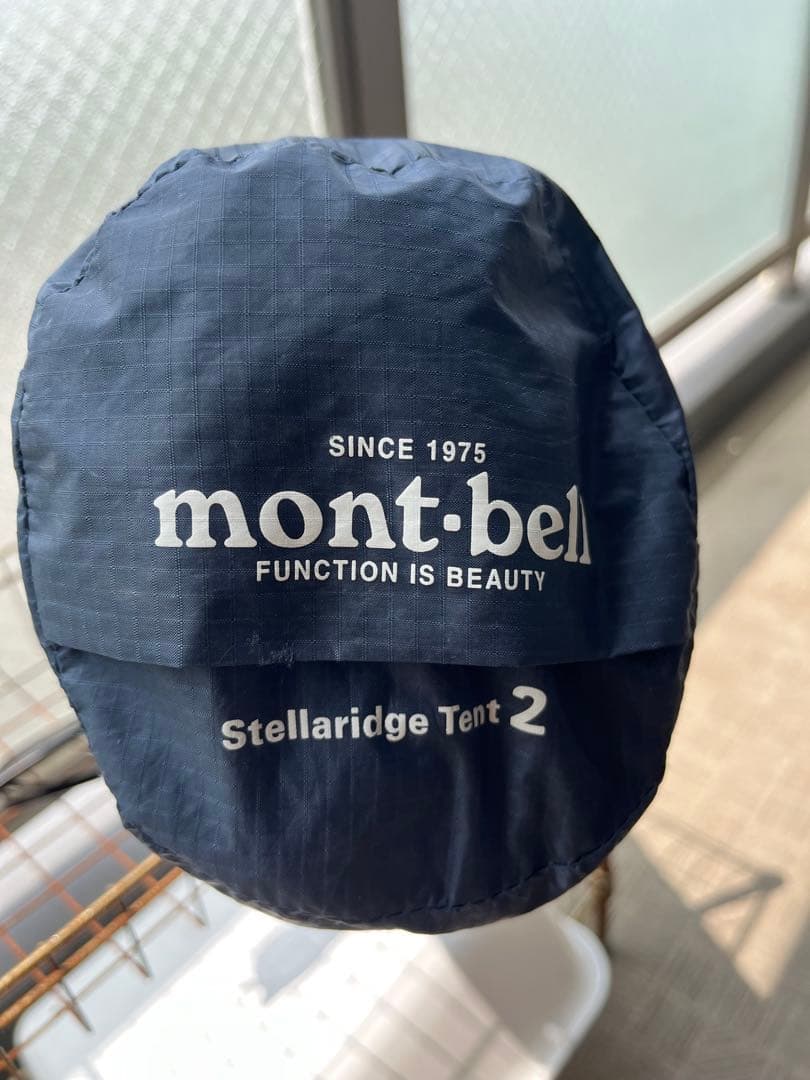 SINCE 1975
mont-bell
FUNCTION IS BEAUTY
Stellaridge Tent 2